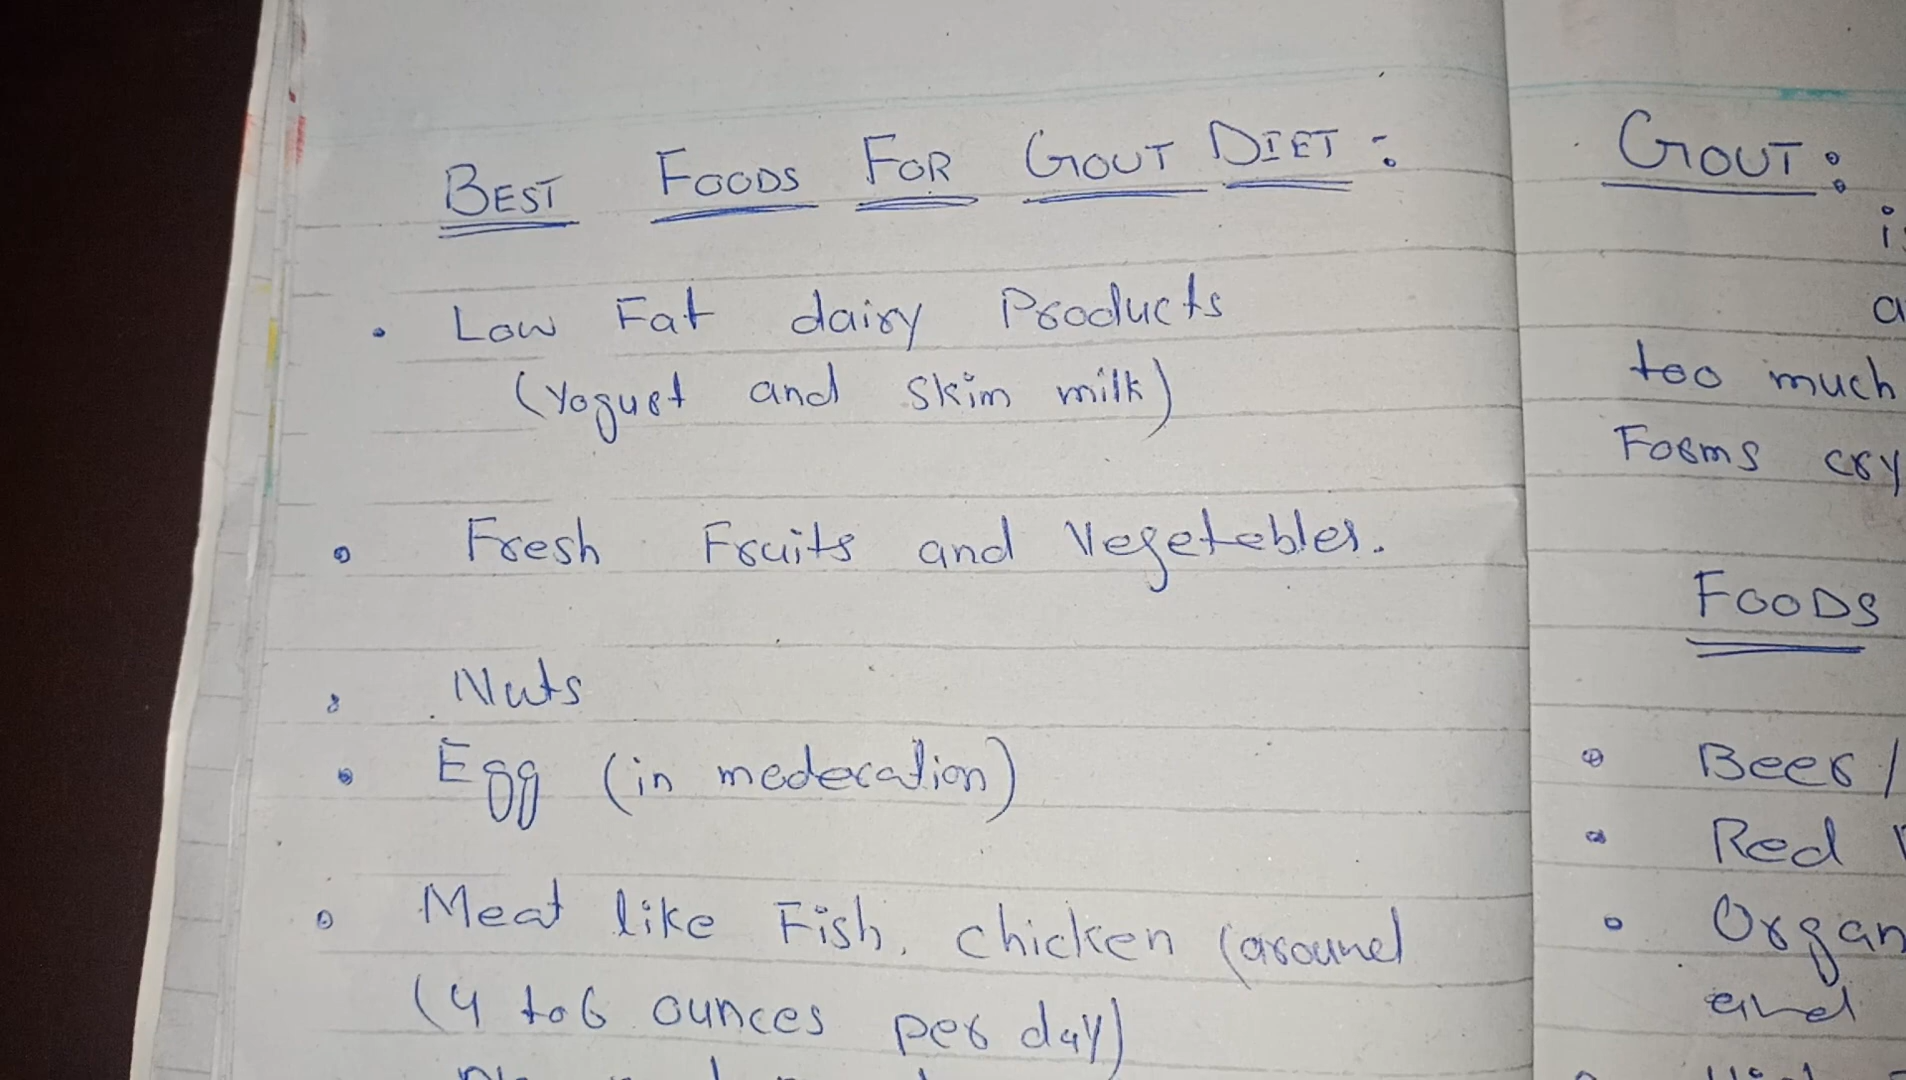 BEST FOODS FOR GOUT DIET :
• Low Fat dairy Products
(Yogurt and Skim milk)
• Fresh Fruits and Vegetebles.
• Nuts
• Egg (in moderation)
• Meat like Fish, chicken (around
(4 to 6 ounces per day)
GOUT :
too much
Forms cry
FOODS
• Beer /
• Red
• Organ
and